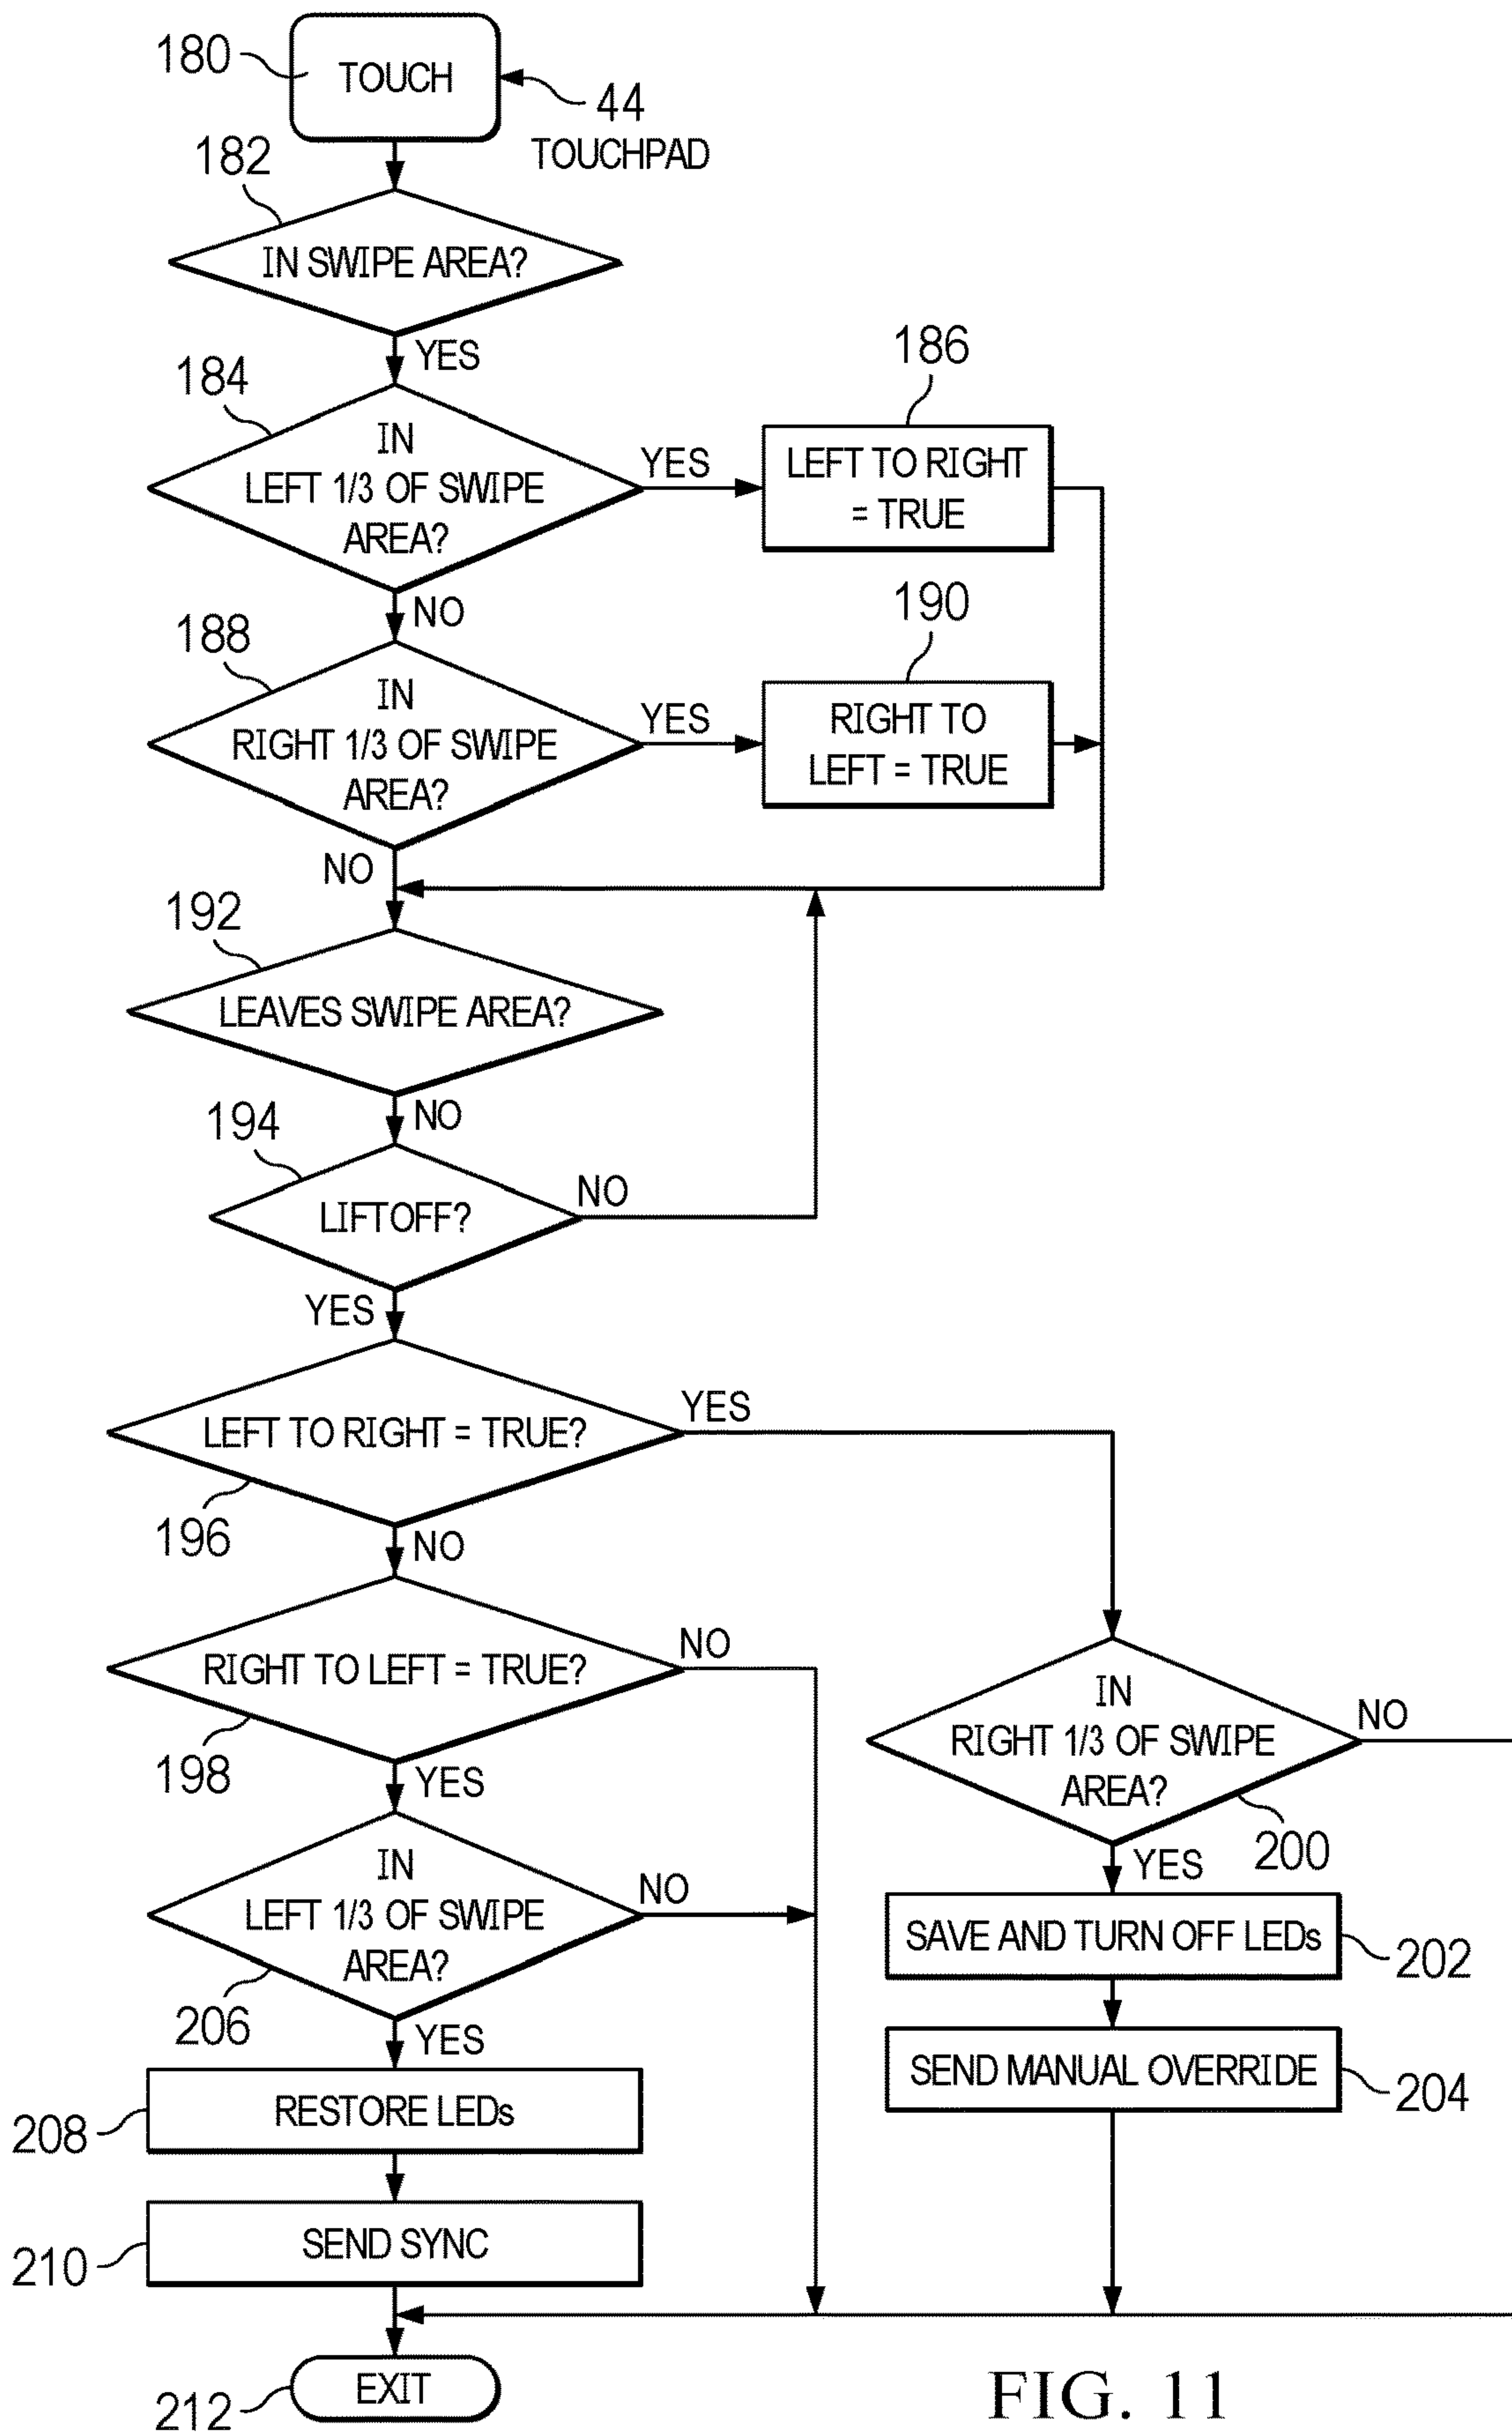 180
TOUCH
44
TOUCHPAD
182
IN SWIPE AREA?
YES
184
IN
LEFT 1/3 OF SWIPE
AREA?
YES
186
LEFT TO RIGHT
= TRUE
NO
188
IN
RIGHT 1/3 OF SWIPE
AREA?
YES
190
RIGHT TO
LEFT = TRUE
NO
192
LEAVES SWIPE AREA?
NO
194
LIFTOFF?
NO
YES
LEFT TO RIGHT = TRUE?
YES
196
NO
RIGHT TO LEFT = TRUE?
NO
198
YES
IN
RIGHT 1/3 OF SWIPE
AREA?
NO
200
YES
IN
LEFT 1/3 OF SWIPE
AREA?
NO
206
YES
SAVE AND TURN OFF LEDs
202
SEND MANUAL OVERRIDE
204
RESTORE LEDs
208
SEND SYNC
210
EXIT
212
FIG. 11